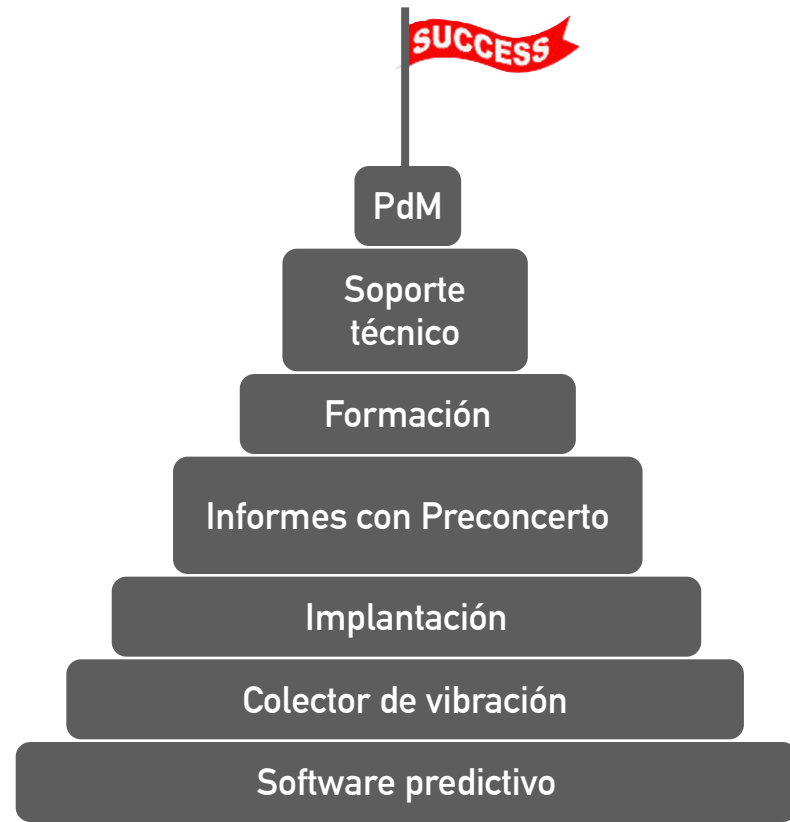 SUCCESS
PdM
Soporte
técnico
Formación
Informes con Preconcerto
Implantación
Colector de vibración
Software predictivo